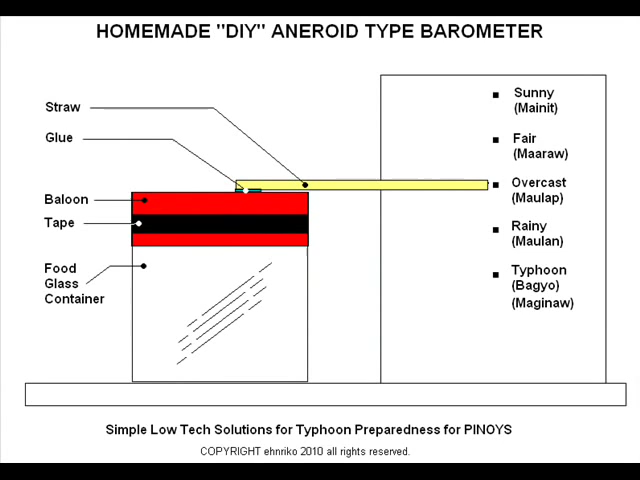 HOMEMADE "DIY" ANEROID TYPE BAROMETER
Straw
Glue
Baloon
Tape
Food
Glass
Container
Sunny
(Mainit)
Fair
(Maaraw)
Overcast
(Maulap)
Rainy
(Maulan)
Typhoon
(Bagyo)
(Maginaw)
Simple Low Tech Solutions for Typhoon Preparedness for PINOYS
COPYRIGHT ehnriko 2010 all rights reserved.